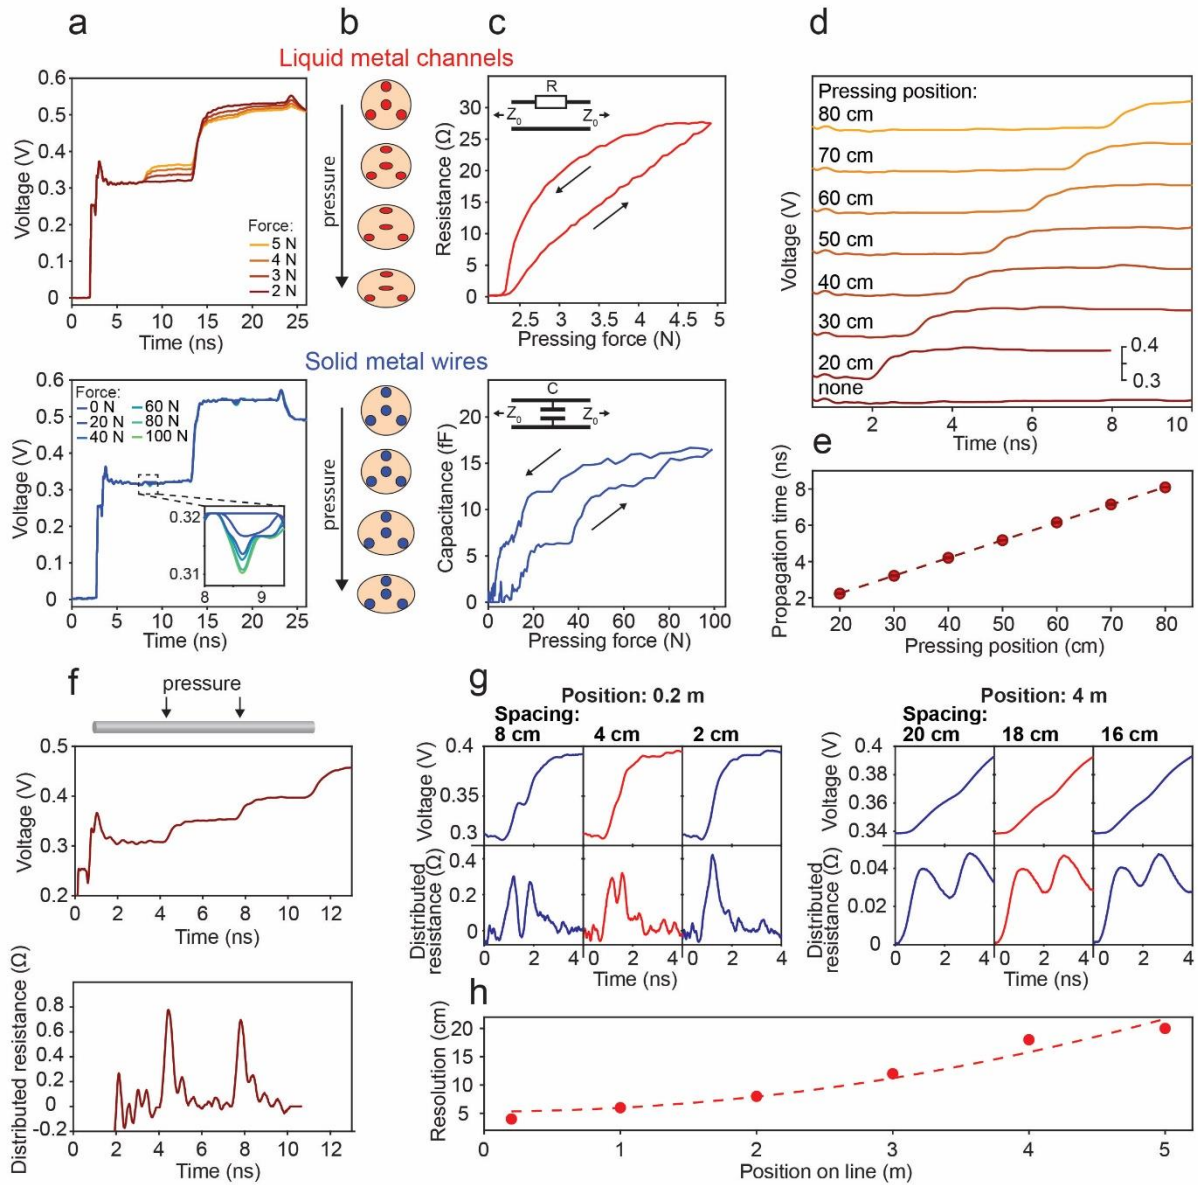 a
b
c
d
Liquid metal channels
Voltage (V)
0.6
0.5
0.4
0.3
0.2
0.1
0
Force:
5 N
4 N
3 N
2 N
0 5 10 15 20 25
Time (ns)
pressure
Resistance (Ω)
30
25
20
15
10
5
0
R
Z0 Z0
2.5 3 3.5 4 4.5 5
Pressing force (N)
Voltage (V)
Pressing position:
80 cm
70 cm
60 cm
50 cm
40 cm
30 cm
20 cm
none
0.4
0.3
2 4 6 8 10
Time (ns)
Solid metal wires
Voltage (V)
0.6
0.5
0.4
0.3
0.2
0.1
0
Force:
0 N 60 N
20 N 80 N
40 N 100 N
0.32
0.31
8 9
0 5 10 15 20 25
Time (ns)
pressure
Capacitance (fF)
20
15
10
5
0
C
Z0 Z0
0 20 40 60 80 100
Pressing force (N)
e
Propagation time (ns)
8
6
4
2
20 30 40 50 60 70 80
Pressing position (cm)
f
pressure
Voltage (V)
0.5
0.4
0.3
0.2
0 2 4 6 8 10 12
Time (ns)
Distributed resistance (Ω)
0.8
0.6
0.4
0.2
0
-0.2
0 2 4 6 8 10 12
Time (ns)
g
Position: 0.2 m
Spacing:
8 cm 4 cm 2 cm
Voltage (V)
0.4
0.35
0.3
Distributed
resistance (Ω)
0.4
0.2
0
0 2 4 0 2 4 0 2 4
Time (ns)
Position: 4 m
Spacing:
20 cm 18 cm 16 cm
Voltage (V)
0.4
0.38
0.36
0.34
Distributed
resistance (Ω)
0.04
0.02
0
0 2 4 0 2 4 0 2 4
Time (ns)
h
Resolution (cm)
20
15
10
5
0 1 2 3 4 5
Position on line (m)